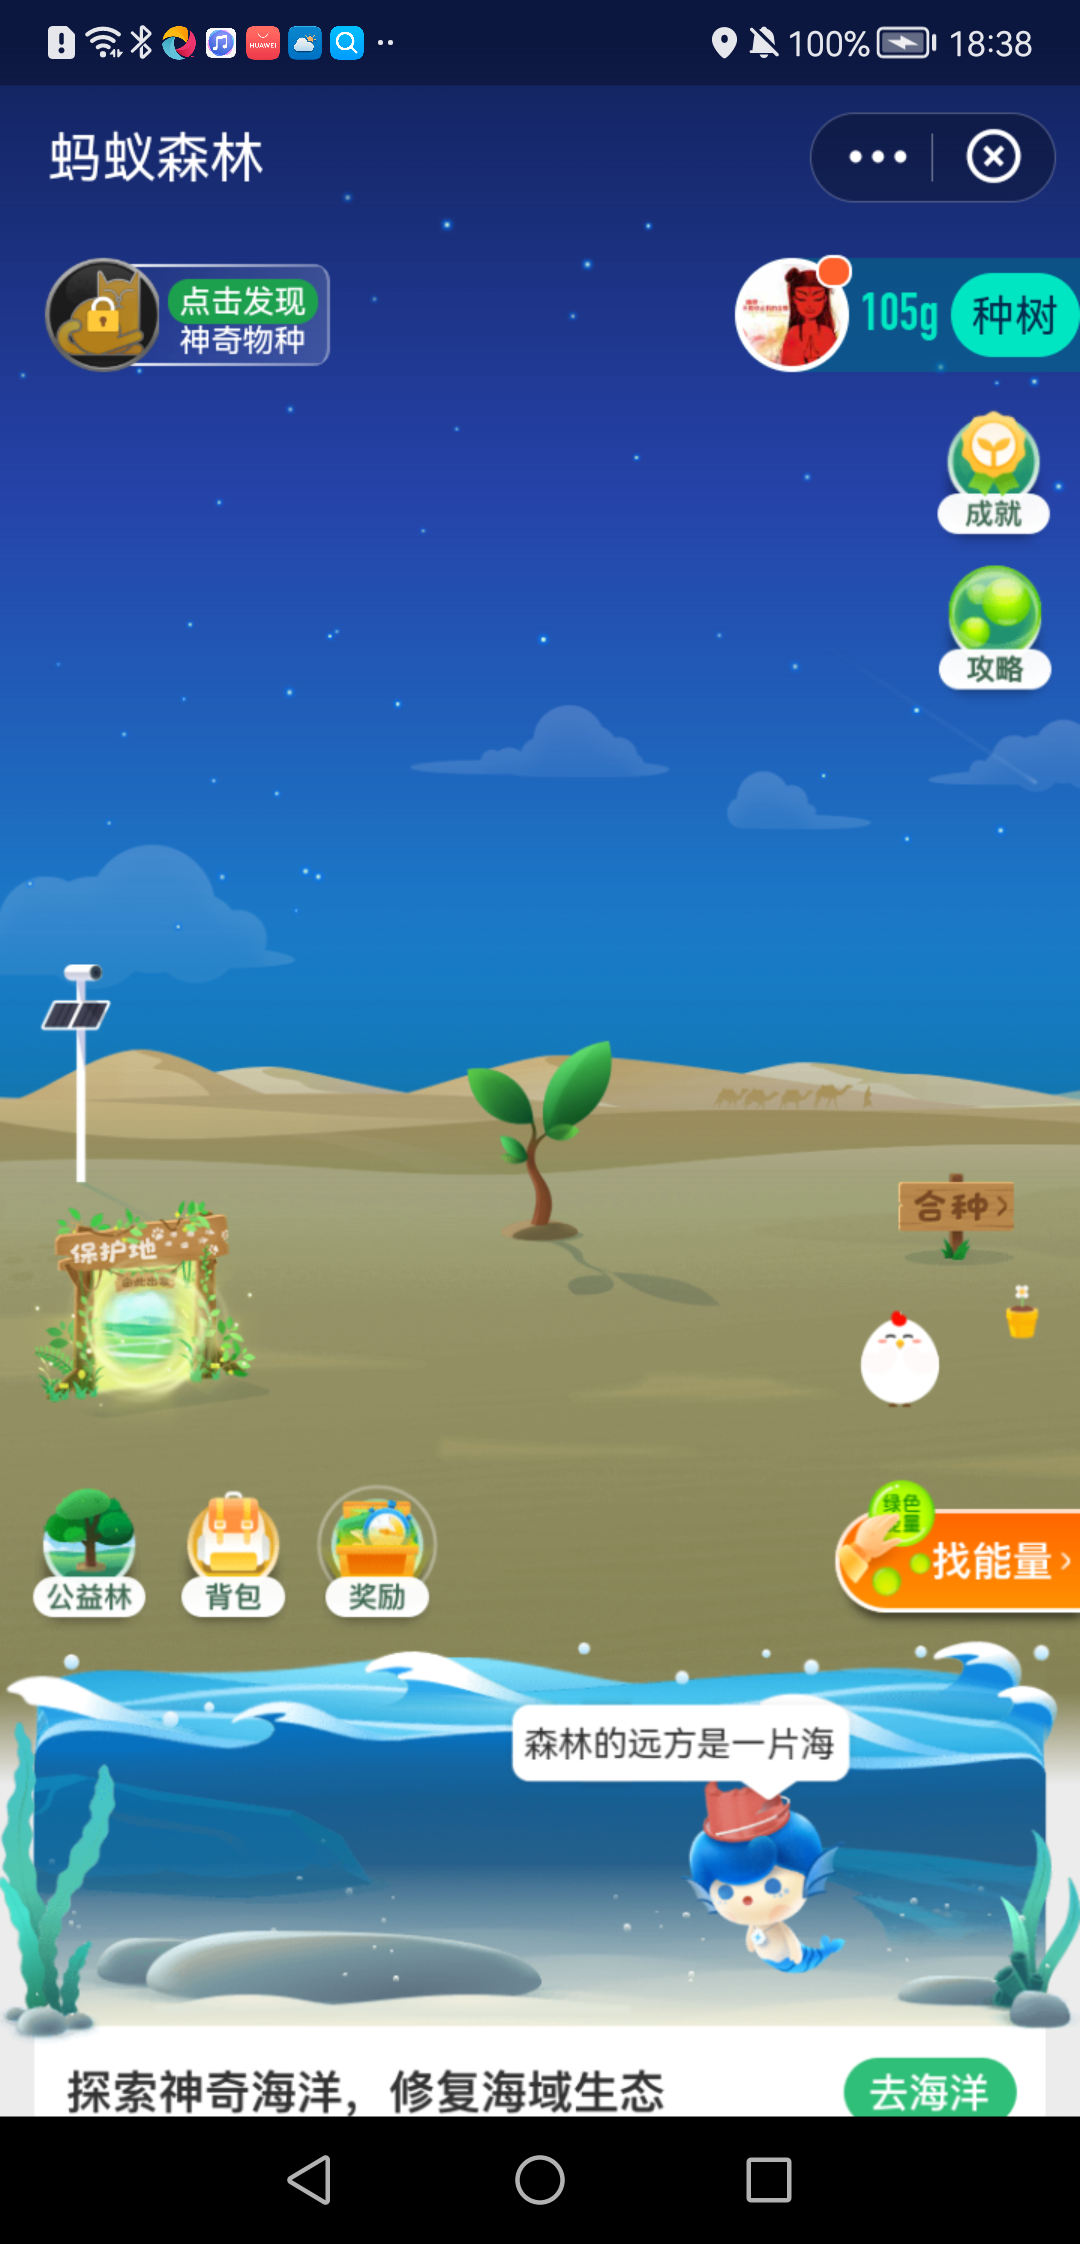 HUAWEI
100%
18:38
蚂蚁森林
点击发现
神奇物种
105g
种树
成就
攻略
合种
保护地
公益林
背包
奖励
绿色
找能量
森林的远方是一片海
探索神奇海洋，修复海域生态
去海洋